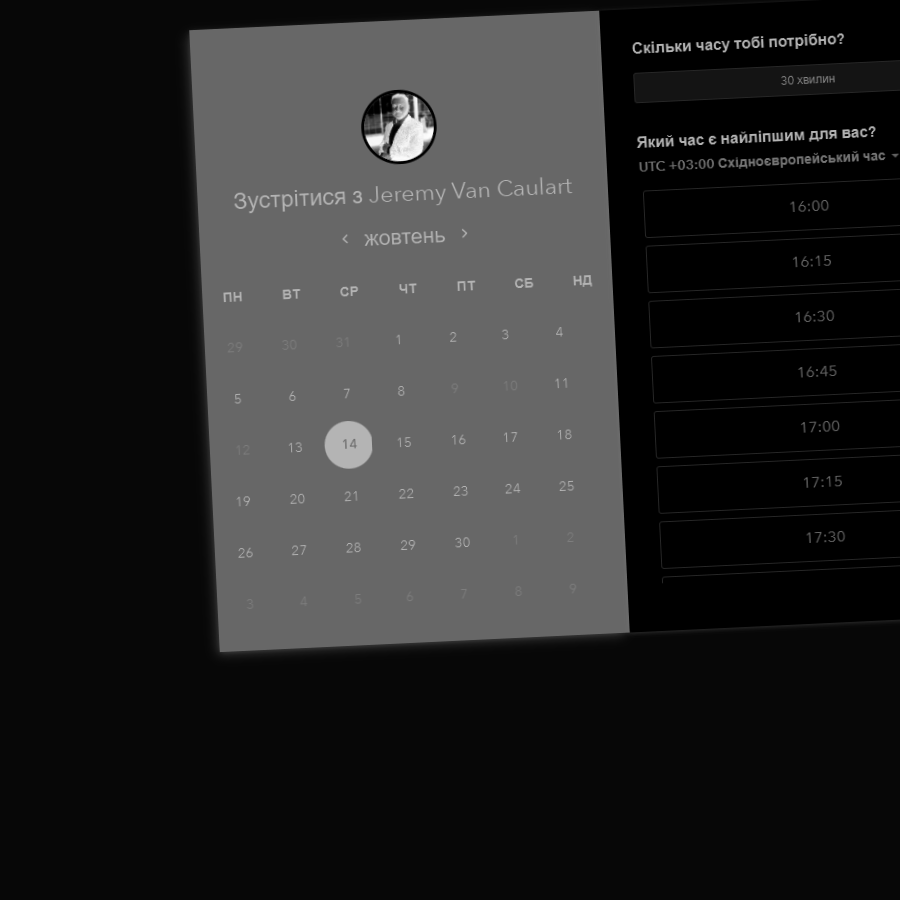 Зустрітися з Jeremy Van Caulart
‹ жовтень ›
ПН ВТ СР ЧТ ПТ СБ НД
29 30 31 1 2 3 4
5 6 7 8 9 10 11
12 13 14 15 16 17 18
19 20 21 22 23 24 25
26 27 28 29 30 1 2
3 4 5 6 7 8 9
Скільки часу тобі потрібно?
30 хвилин
Який час є найліпшим для вас?
UTC +03:00 Східноєвропейський час
16:00
16:15
16:30
16:45
17:00
17:15
17:30